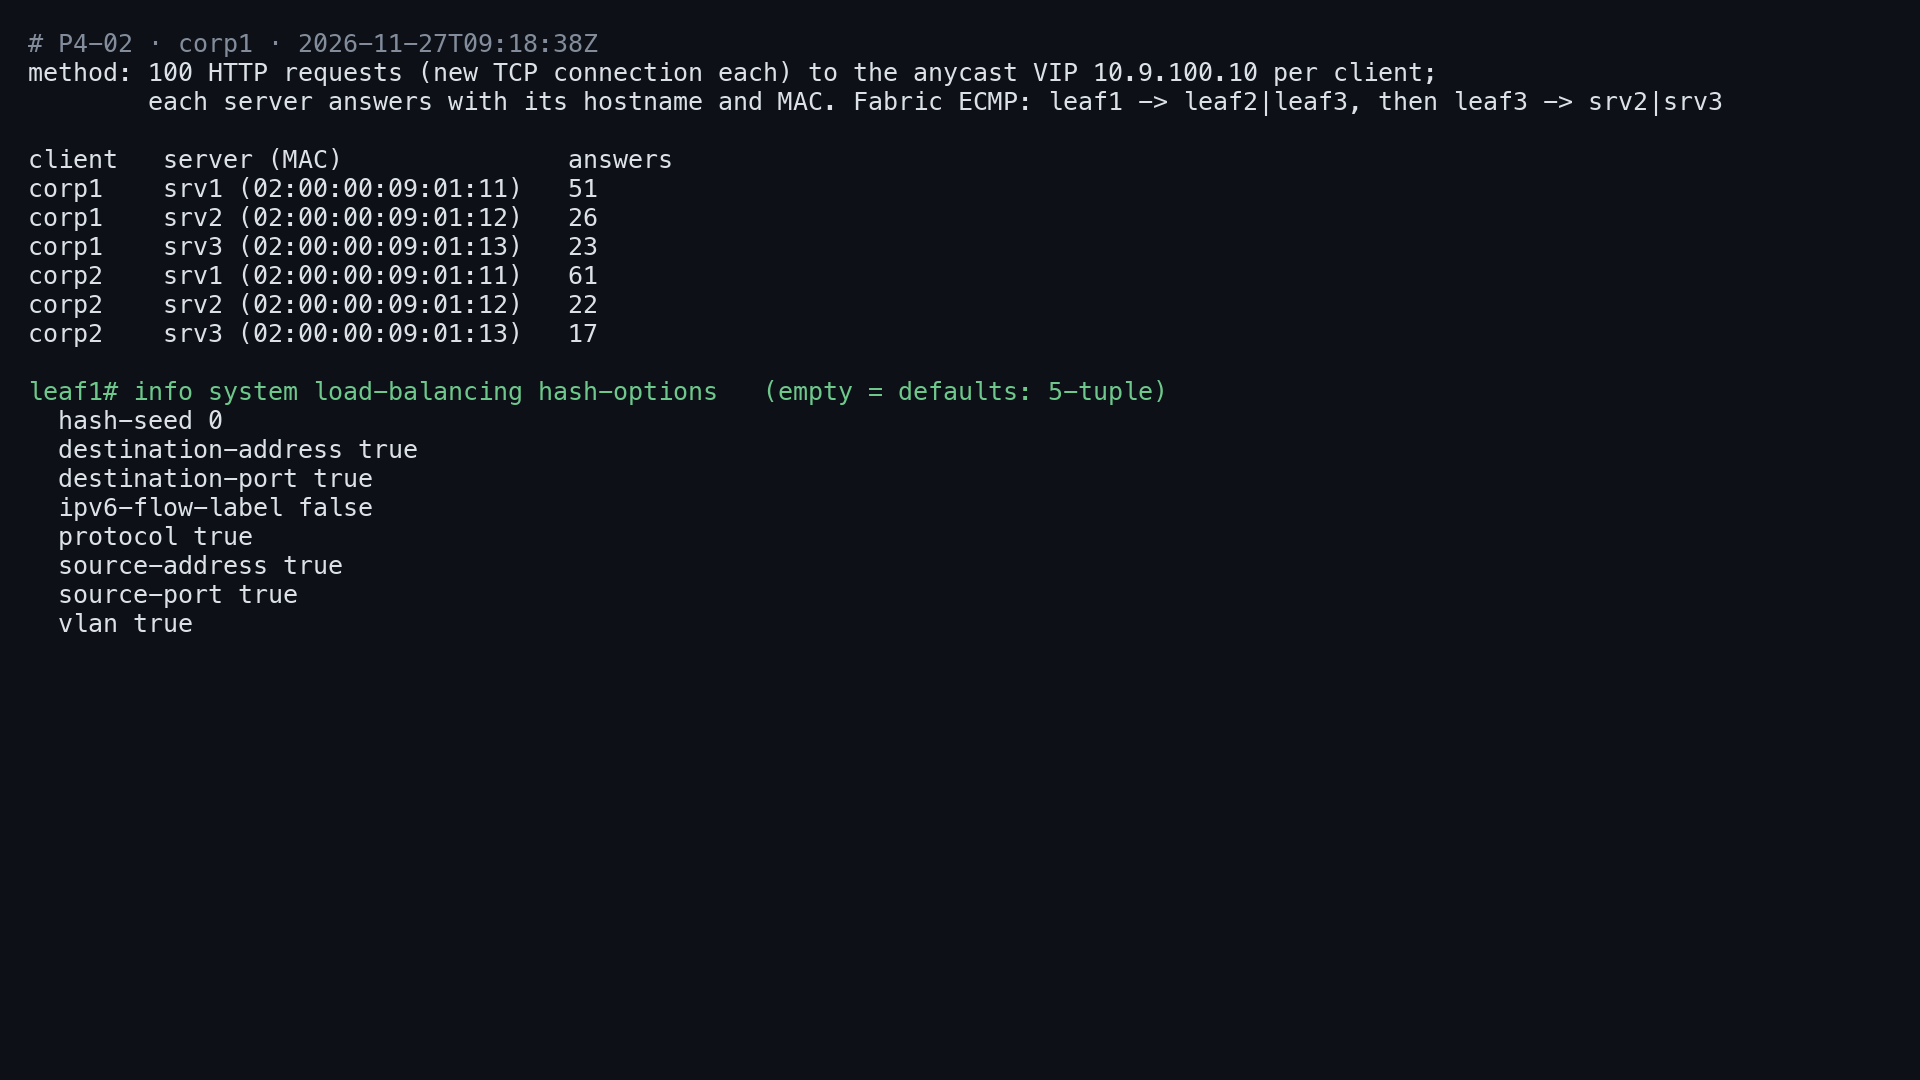 # P4-02 · corp1 · 2026-11-27T09:18:38Z
method: 100 HTTP requests (new TCP connection each) to the anycast VIP 10.9.100.10 per client;
each server answers with its hostname and MAC. Fabric ECMP: leaf1 -> leaf2|leaf3, then leaf3 -> srv2|srv3
client server (MAC) answers
corp1 srv1 (02:00:00:09:01:11) 51
corp1 srv2 (02:00:00:09:01:12) 26
corp1 srv3 (02:00:00:09:01:13) 23
corp2 srv1 (02:00:00:09:01:11) 61
corp2 srv2 (02:00:00:09:01:12) 22
corp2 srv3 (02:00:00:09:01:13) 17
leaf1# info system load-balancing hash-options (empty = defaults: 5-tuple)
hash-seed 0
destination-address true
destination-port true
ipv6-flow-label false
protocol true
source-address true
source-port true
vlan true